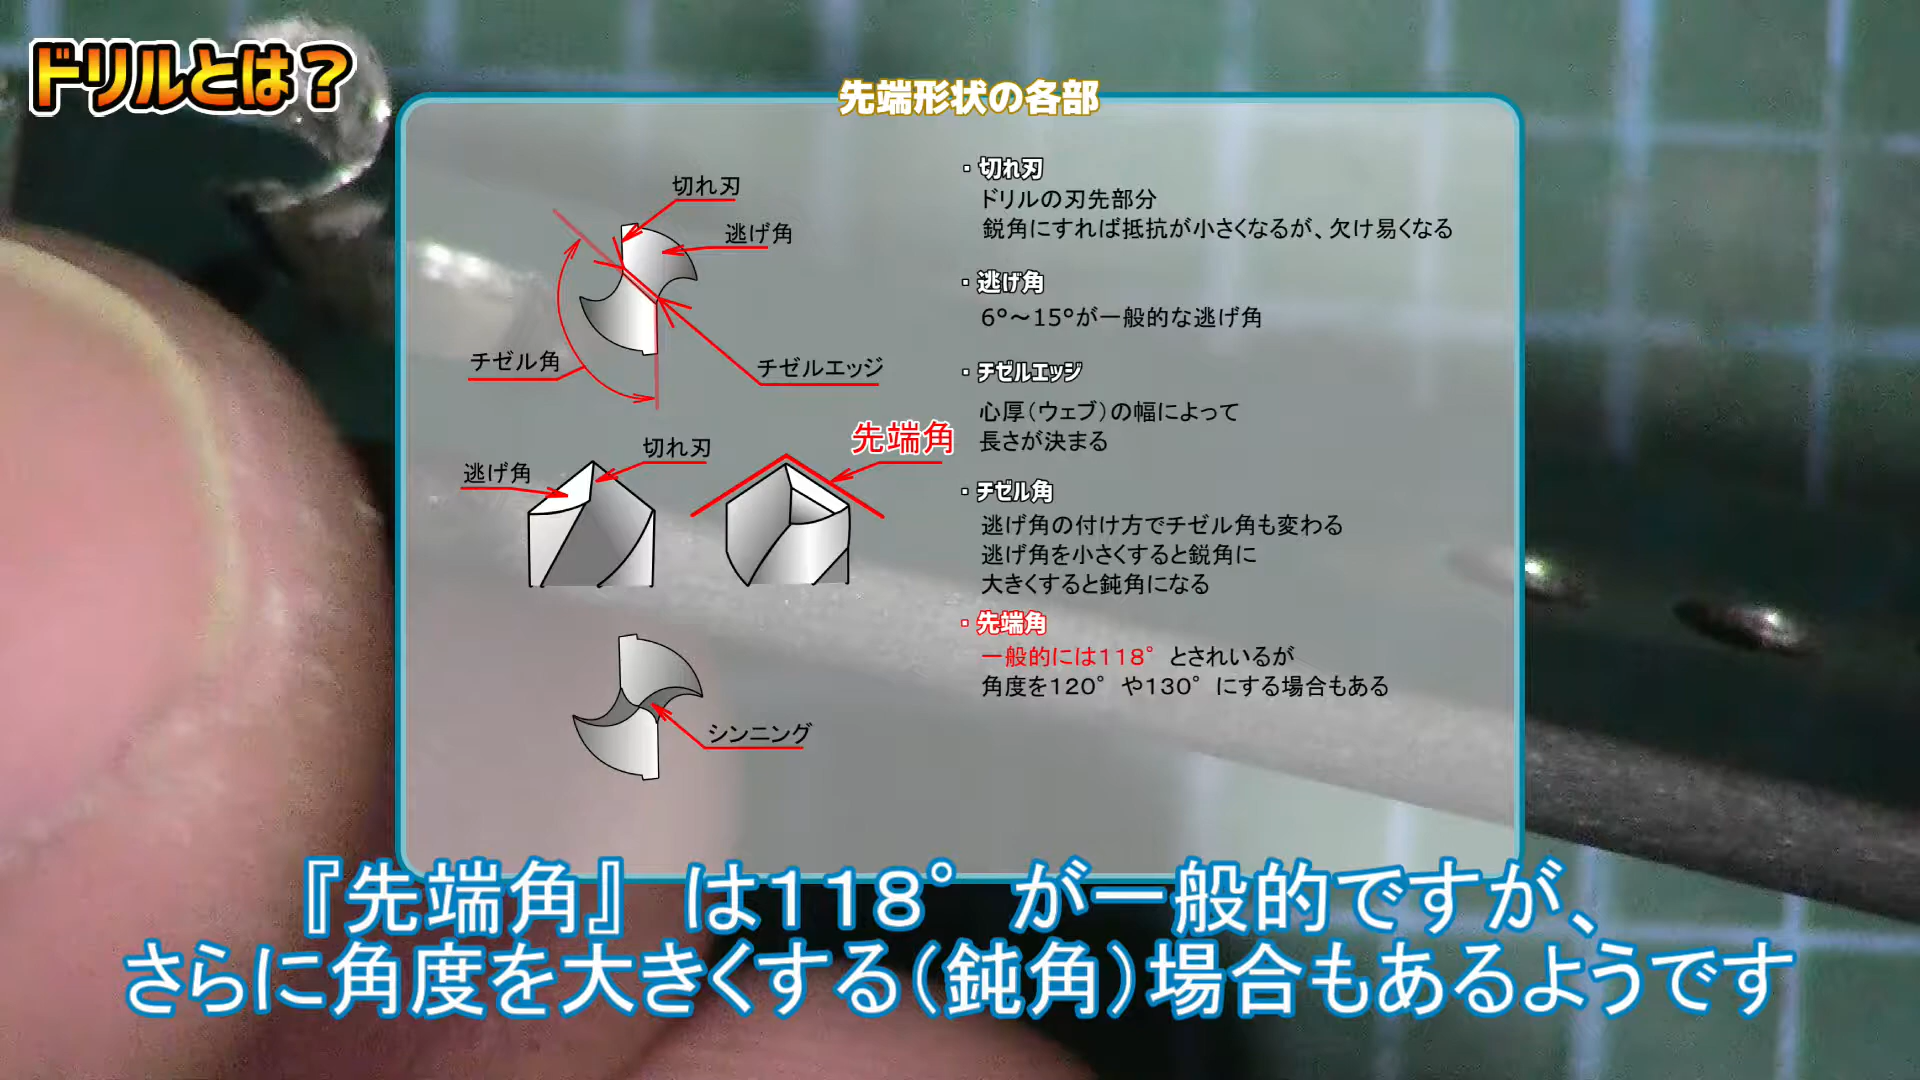 ドリルとは？
先端形状の各部
切れ刃
逃げ角
チゼル角
チゼルエッジ
逃げ角
切れ刃
先端角
シンニング
・切れ刃
ドリルの刃先部分
鋭角にすれば抵抗が小さくなるが、欠け易くなる
・逃げ角
6°～15°が一般的な逃げ角
・チゼルエッジ
心厚（ウェブ）の幅によって
長さが決まる
・チゼル角
逃げ角の付け方でチゼル角も変わる
逃げ角を小さくすると鋭角に
大きくすると鈍角になる
・先端角
一般的には118°とされいるが
角度を120°や130°にする場合もある
『先端角』は118°が一般的ですが、
さらに角度を大きくする（鈍角）場合もあるようです